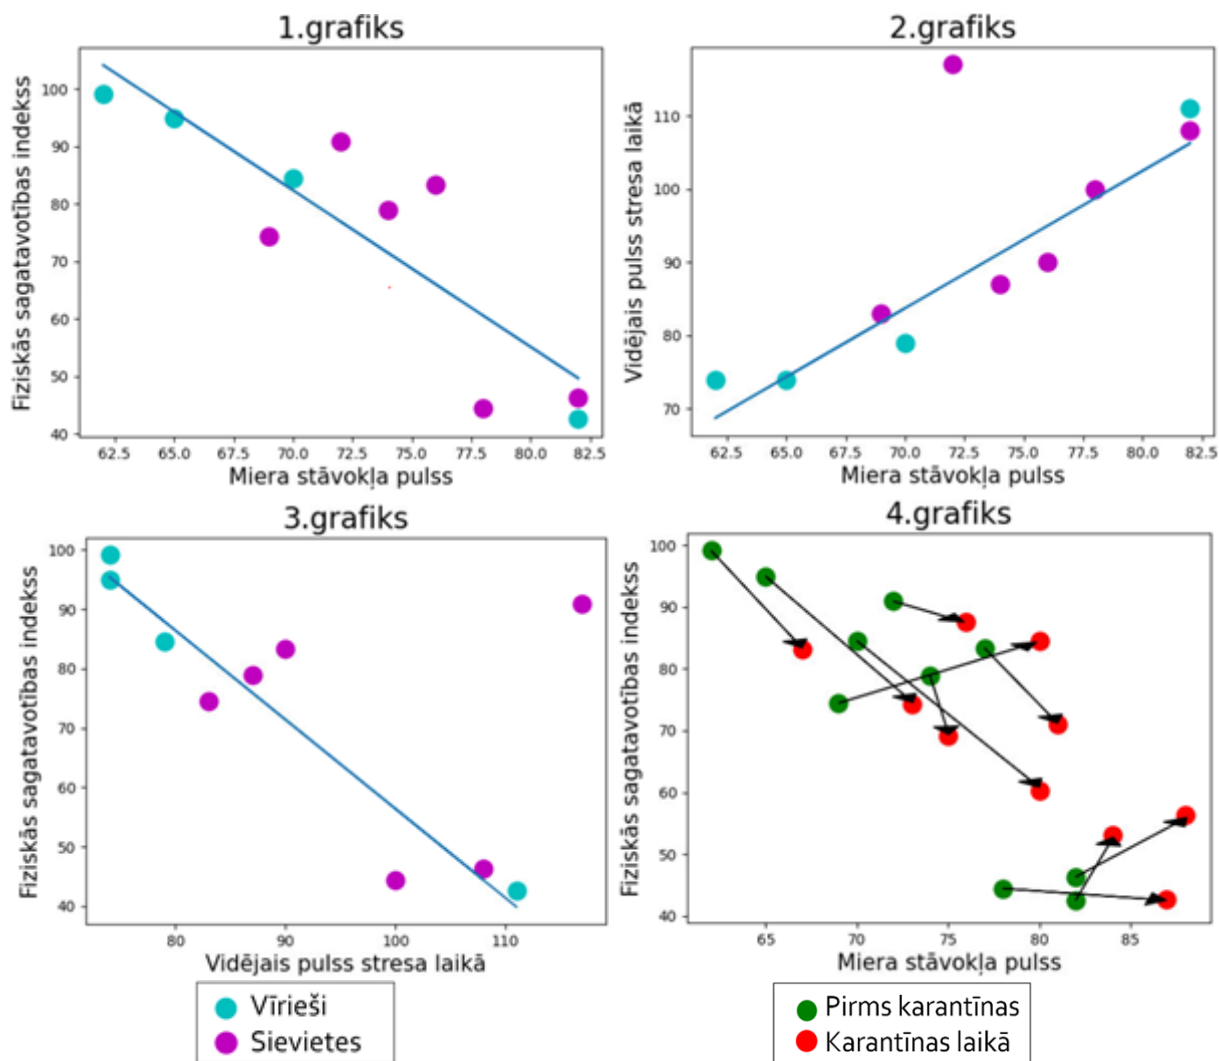 1.grafiks
Fiziskās sagatavotības indekss
100
90
80
70
60
50
40
62.5 65.0 67.5 70.0 72.5 75.0 77.5 80.0 82.5
Miera stāvokļa pulss
2.grafiks
Vidējais pulss stresa laikā
110
100
90
80
70
62.5 65.0 67.5 70.0 72.5 75.0 77.5 80.0 82.5
Miera stāvokļa pulss
3.grafiks
Fiziskās sagatavotības indekss
100
90
80
70
60
50
40
80 90 100 110
Vidējais pulss stresa laikā
Vīrieši
Sievietes
4.grafiks
Fiziskās sagatavotības indekss
100
90
80
70
60
50
40
65 70 75 80 85
Miera stāvokļa pulss
Pirms karantīnas
Karantīnas laikā